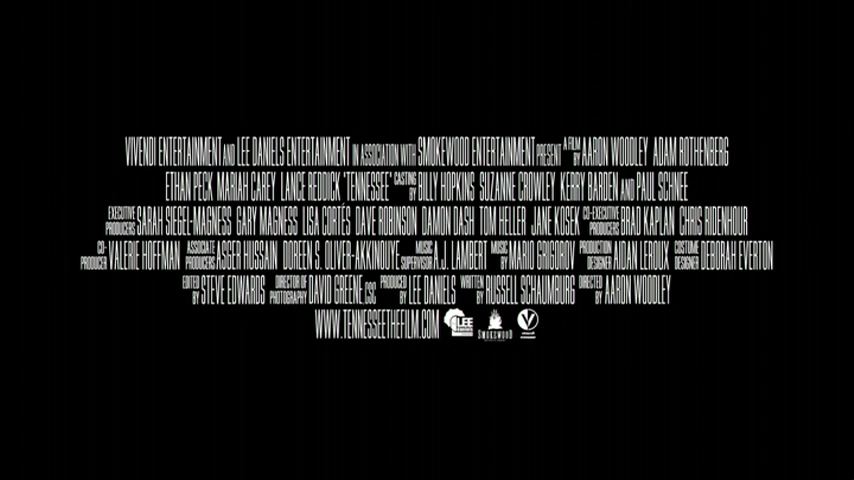 VIVENDI ENTERTAINMENT AND LEE DANIELS ENTERTAINMENT IN ASSOCIATION WITH SMOKEWOOD ENTERTAINMENT PRESENT A FILM BY AARON WOODLEY ADAM ROTHENBERG
ETHAN PECK MARIAH CAREY LANCE REDDICK 'TENNESSEE' CASTING BY BILLY HOPKINS SUZANNE CROWLEY KERRY BARDEN AND PAUL SCHNEE
EXECUTIVE PRODUCERS SARAH SIEGEL-MAGNESS GARY MAGNESS LISA CORTÉS DAVE ROBINSON DAMON DASH TOM HELLER JANE KOSEK CO-EXECUTIVE PRODUCERS BRAD KAPLAN CHRIS RIDENHOUR
CO-PRODUCER VALERIE HOFFMAN ASSOCIATE PRODUCERS ASGER HUSSAIN DOREEN S. OLIVER-AKKINOUYE MUSIC SUPERVISOR A.J. LAMBERT MUSIC BY MARIO GRIGOROV PRODUCTION DESIGNER AIDAN LEROUX COSTUME DESIGNER DEBORAH EVERTON
EDITED BY STEVE EDWARDS DIRECTOR OF PHOTOGRAPHY DAVID GREENE, CSC PRODUCED BY LEE DANIELS WRITTEN BY RUSSELL SCHAUMBURG DIRECTED BY AARON WOODLEY
WWW.TENNESSEETHEFILM.COM LEE SMOKEWOOD V